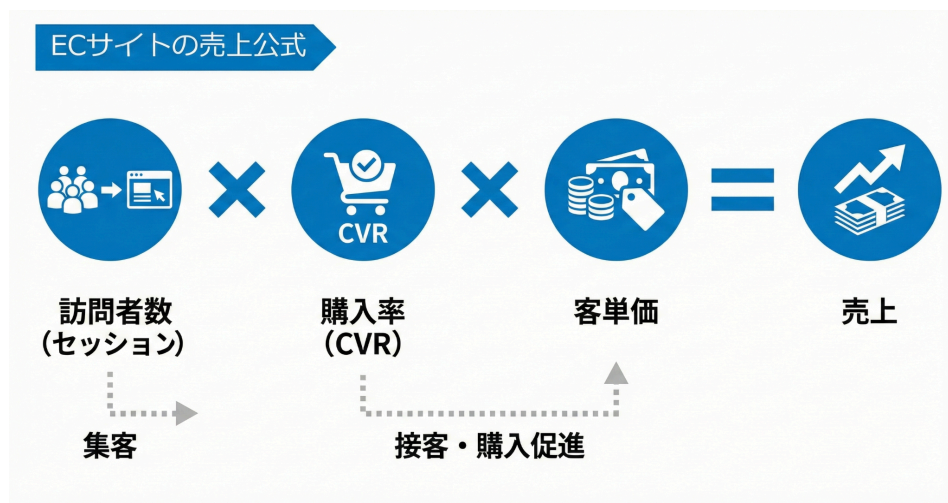 ECサイトの売上公式
CVR
訪問者数
(セッション)
購入率
(CVR)
客単価
売上
集客
接客・購入促進